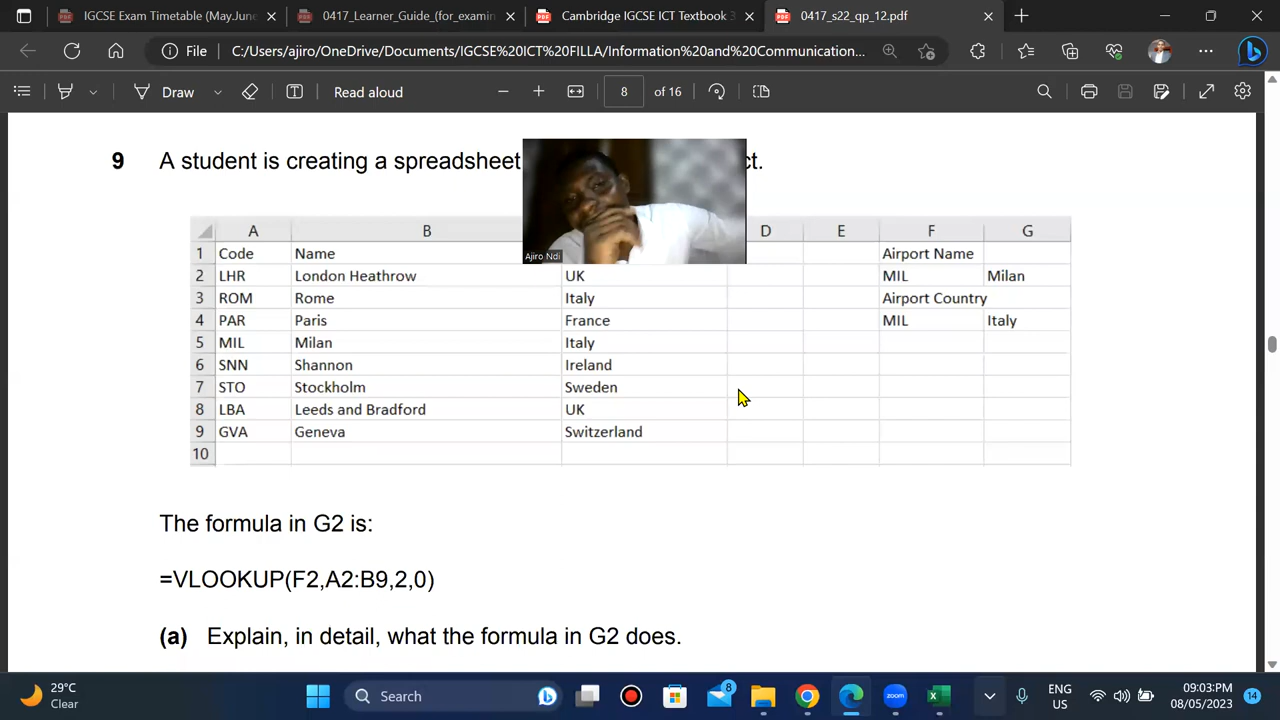 IGCSE Exam Timetable (May/June
0417_Learner_Guide_(for_examin
Cambridge IGCSE ICT Textbook 3
0417_s22_qp_12.pdf
File
C:/Users/ajiro/OneDrive/Documents/IGCSE%20ICT%20FILLA/Information%20and%20Communication...
Draw
Read aloud
8
of 16
9 A student is creating a spreadsheet ct.
Ajiro Ndi
A B D E F G
1 Code Name Airport Name
2 LHR London Heathrow UK MIL Milan
3 ROM Rome Italy Airport Country
4 PAR Paris France MIL Italy
5 MIL Milan Italy
6 SNN Shannon Ireland
7 STO Stockholm Sweden
8 LBA Leeds and Bradford UK
9 GVA Geneva Switzerland
10
The formula in G2 is:
=VLOOKUP(F2,A2:B9,2,0)
(a) Explain, in detail, what the formula in G2 does.
29°C
Clear
Search
8
ENG
US
09:03:PM
08/05/2023
14